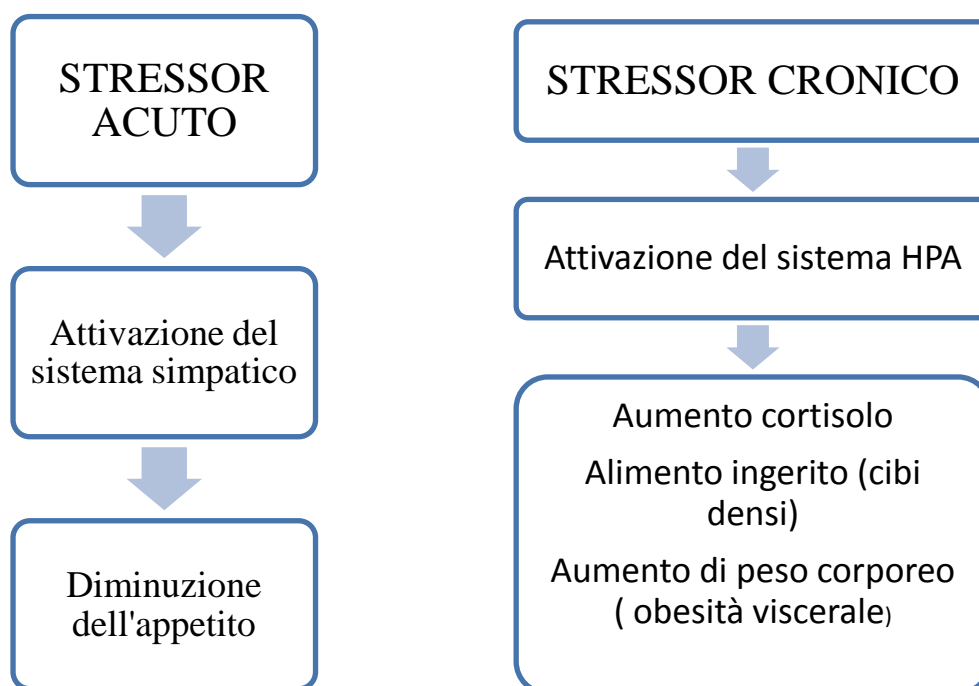 STRESSOR
ACUTO
Attivazione del
sistema simpatico
Diminuzione
dell'appetito
STRESSOR CRONICO
Attivazione del sistema HPA
Aumento cortisolo
Alimento ingerito (cibi
densi)
Aumento di peso corporeo
( obesità viscerale)